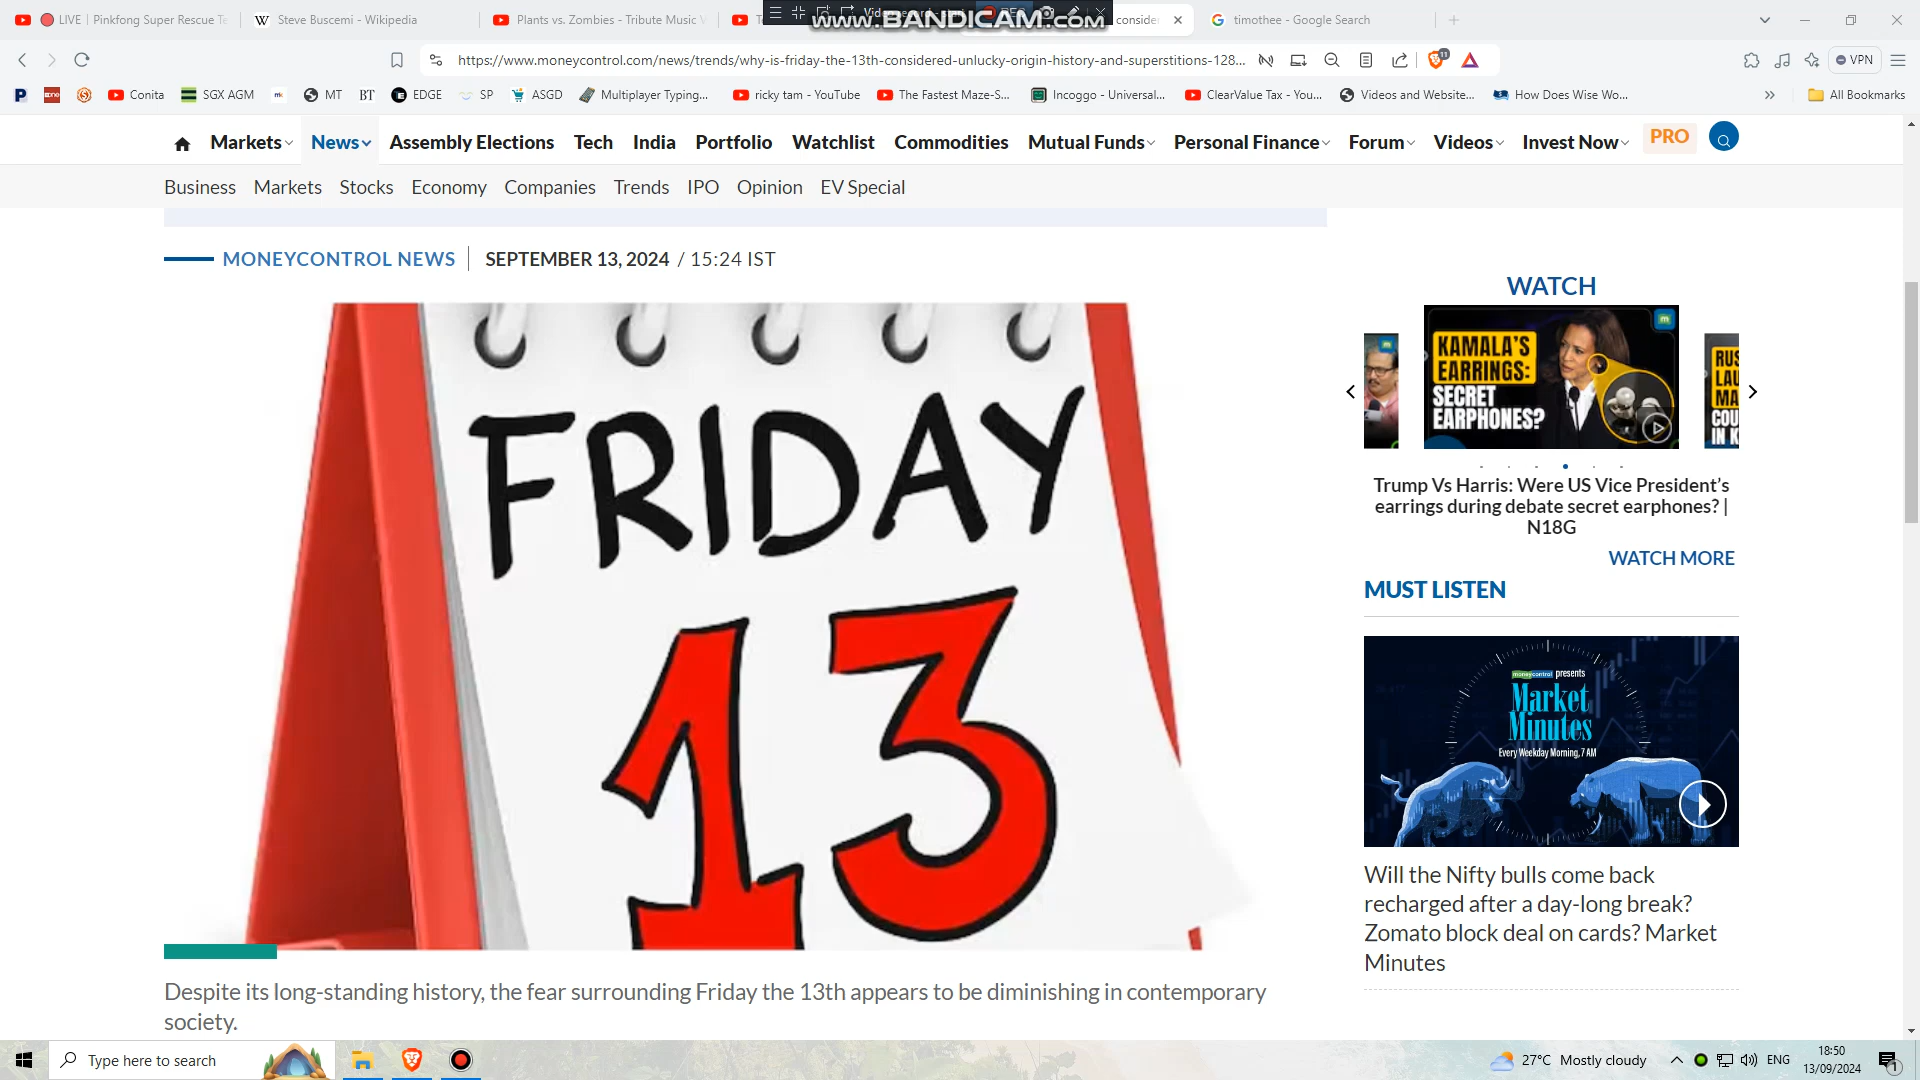 LIVE | Pinkfong Super Rescue Te
Steve Buscemi - Wikipedia
Plants vs. Zombies - Tribute Music V
www.BANDICAM.com
conside
timothee - Google Search
https://www.moneycontrol.com/news/trends/why-is-friday-the-13th-considered-unlucky-origin-history-and-superstitions-128...
11
VPN
Conita
SGX AGM
MT
BT
EDGE
SP
ASGD
Multiplayer Typing...
ricky tam - YouTube
The Fastest Maze-S...
Incoggo - Universal...
ClearValue Tax - You...
Videos and Website...
How Does Wise Wo...
All Bookmarks
Markets
News
Assembly Elections
Tech
India
Portfolio
Watchlist
Commodities
Mutual Funds
Personal Finance
Forum
Videos
Invest Now
PRO
Business
Markets
Stocks
Economy
Companies
Trends
IPO
Opinion
EV Special
MONEYCONTROL NEWS
SEPTEMBER 13, 2024 / 15:24 IST
FRIDAY
13
Despite its long-standing history, the fear surrounding Friday the 13th appears to be diminishing in contemporary
society.
WATCH
KAMALA'S
EARRINGS:
SECRET
EARPHONES?
RUS
LAU
MA
COU
IN K
Trump Vs Harris: Were US Vice President's
earrings during debate secret earphones? |
N18G
WATCH MORE
MUST LISTEN
moneycontrol presents
Market
Minutes
Every Weekday Morning, 7 AM
Will the Nifty bulls come back
recharged after a day-long break?
Zomato block deal on cards? Market
Minutes
Type here to search
27°C Mostly cloudy
ENG
18:50
13/09/2024
1